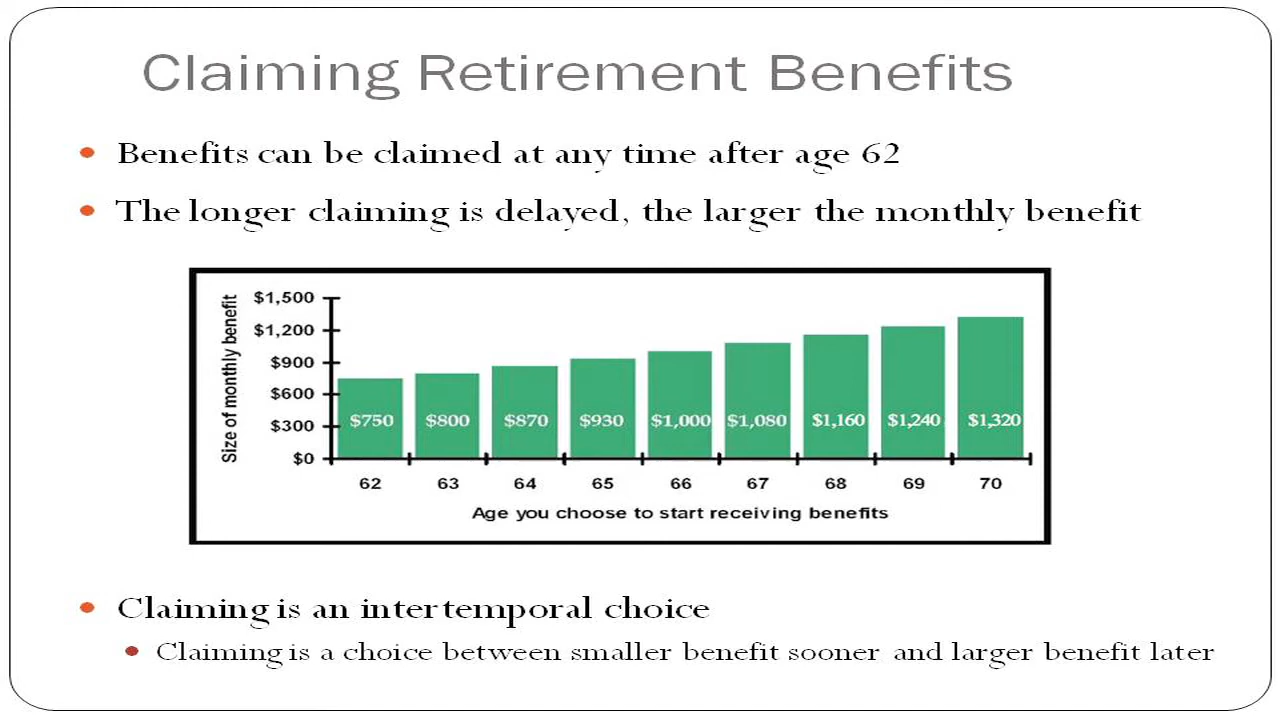 Claiming Retirement Benefits
Benefits can be claimed at any time after age 62
The longer claiming is delayed, the larger the monthly benefit
Size of monthly benefit
$1,500
$1,200
$900
$600
$300
$0
$750 $800 $870 $930 $1,000 $1,080 $1,160 $1,240 $1,320
62 63 64 65 66 67 68 69 70
Age you choose to start receiving benefits
Claiming is an intertemporal choice
Claiming is a choice between smaller benefit sooner and larger benefit later